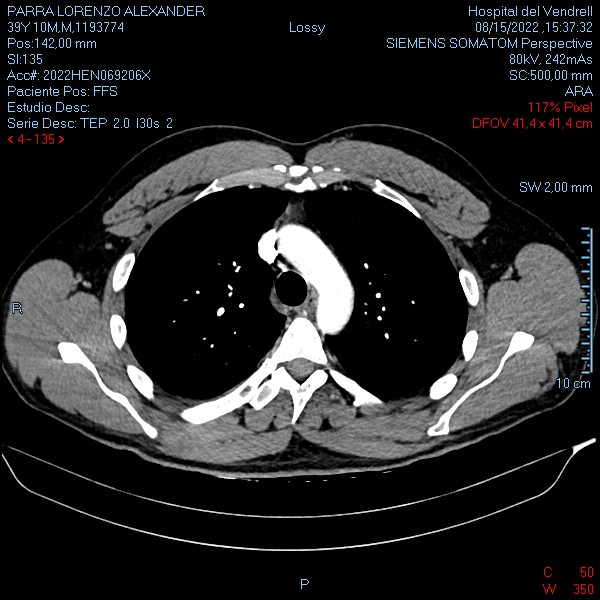 PARRA LORENZO ALEXANDER
39Y 10M,M,1193774
Pos:142,00 mm
SI:135
Acc#: 2022HEN069206X
Paciente Pos: FFS
Estudio Desc:
Serie Desc: TEP 2.0 I30s 2
< 4 - 135 >
Lossy
Hospital del Vendrell
08/15/2022 ,15:37:32
SIEMENS SOMATOM Perspective
80kV, 242mAs
SC:500,00 mm
ARA
117% Pixel
DFOV 41,4 x 41,4 cm
SW 2,00 mm
R
10 cm
P
C 50
W 350